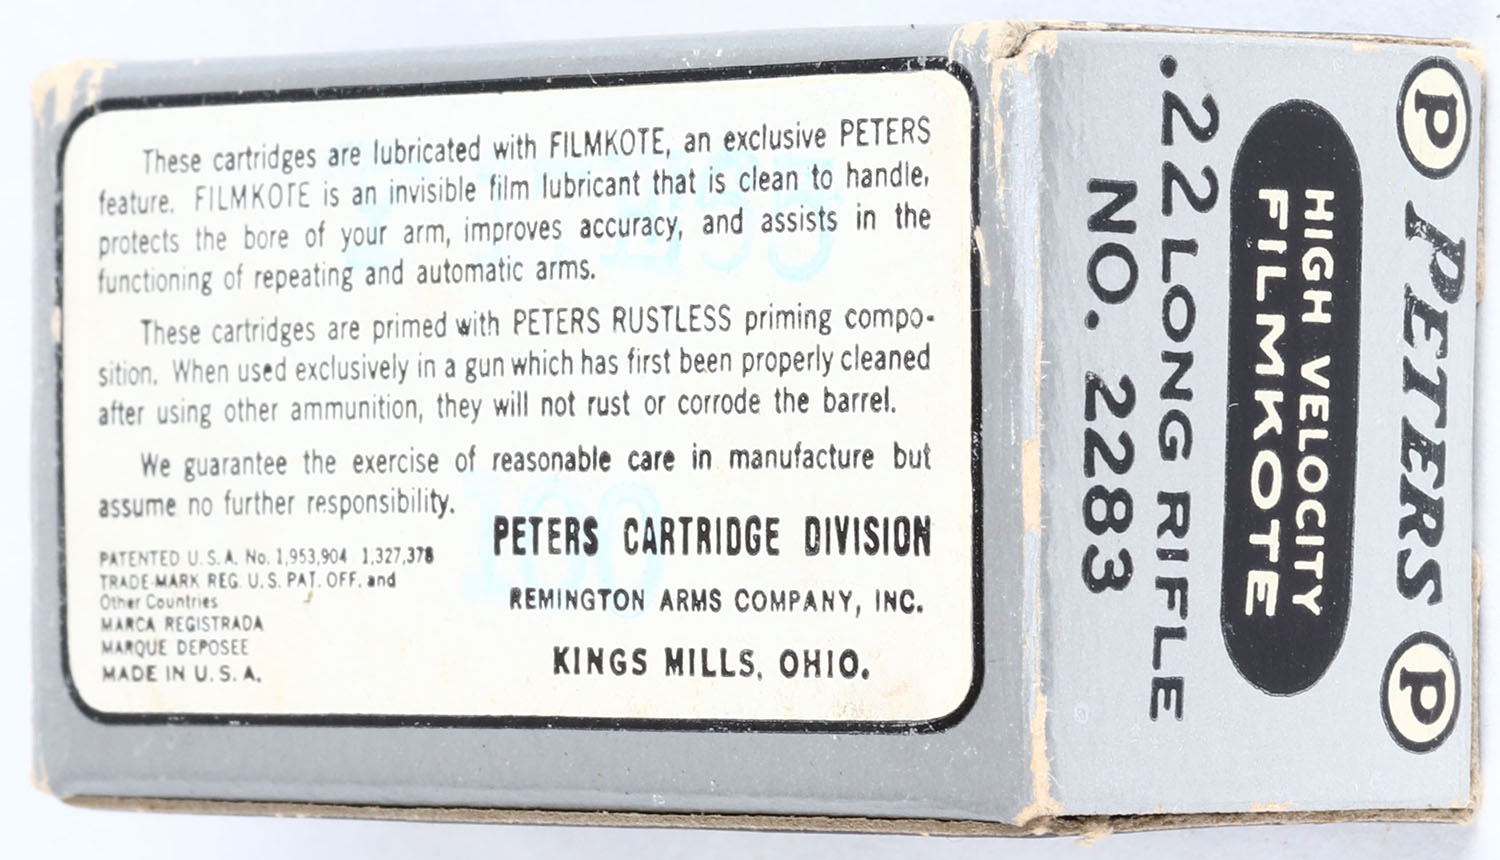 These cartridges are lubricated with FILMKOTE, an exclusive PETERS
feature. FILMKOTE is an invisible film lubricant that is clean to handle,
protects the bore of your arm, improves accuracy, and assists in the
functioning of repeating and automatic arms.
These cartridges are primed with PETERS RUSTLESS priming compo-
sition. When used exclusively in a gun which has first been properly cleaned
after using other ammunition, they will not rust or corrode the barrel.
We guarantee the exercise of reasonable care in manufacture but
assume no further responsibility.
PETERS CARTRIDGE DIVISION
REMINGTON ARMS COMPANY, INC.
KINGS MILLS, OHIO.
PATENTED U.S.A. No. 1,953,904 1,327,378
TRADE-MARK REG. U.S. PAT. OFF. and
Other Countries
MARCA REGISTRADA
MARQUE DEPOSEE
MADE IN U.S.A.
P PETERS P
HIGH VELOCITY
FILMKOTE
.22 LONG RIFLE
NO. 2283
100